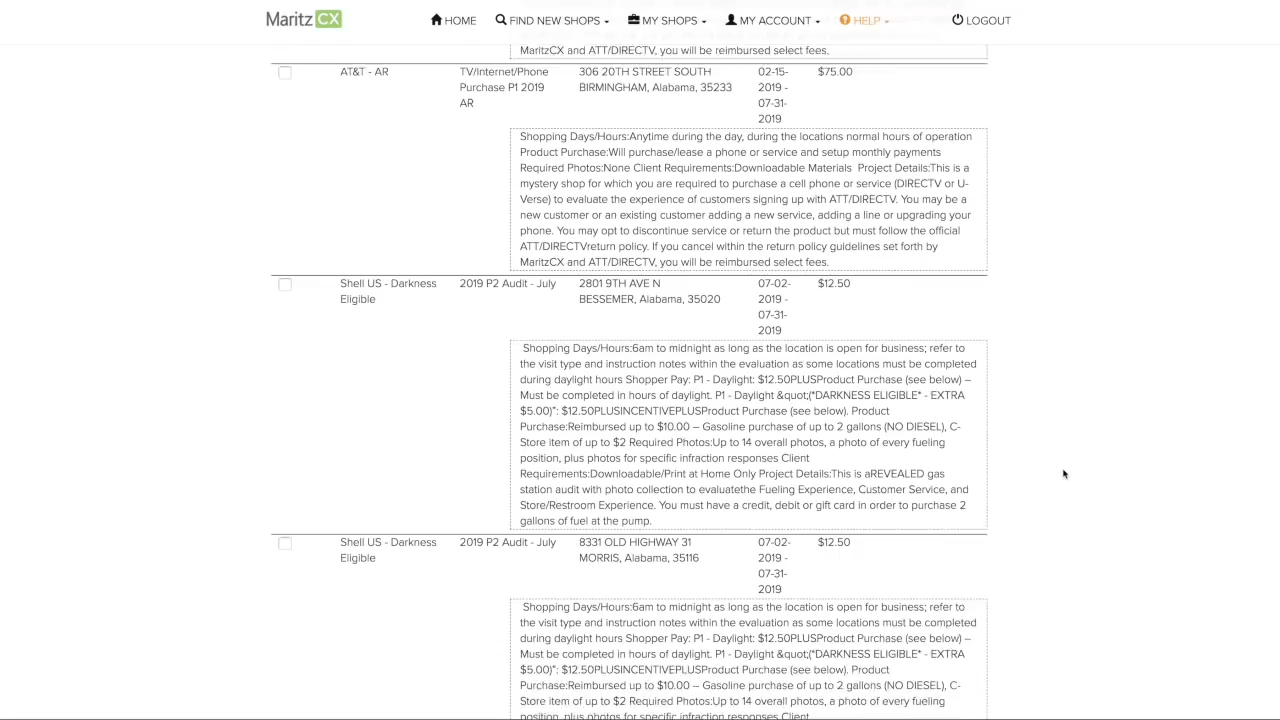 Maritz CX
HOME
FIND NEW SHOPS
MY SHOPS
MY ACCOUNT
HELP
LOGOUT
MaritzCX and ATT/DIRECTV, you will be reimbursed select fees.
AT&T - AR
TV/Internet/Phone
Purchase P1 2019
AR
306 20TH STREET SOUTH
BIRMINGHAM, Alabama, 35233
02-15-
2019 -
07-31-
2019
$75.00
Shopping Days/Hours:Anytime during the day, during the locations normal hours of operation
Product Purchase:Will purchase/lease a phone or service and setup monthly payments
Required Photos:None Client Requirements:Downloadable Materials  Project Details:This is a
mystery shop for which you are required to purchase a cell phone or service (DIRECTV or U-
Verse) to evaluate the experience of customers signing up with ATT/DIRECTV. You may be a
new customer or an existing customer adding a new service, adding a line or upgrading your
phone. You may opt to discontinue service or return the product but must follow the official
ATT/DIRECTVreturn policy. If you cancel within the return policy guidelines set forth by
MaritzCX and ATT/DIRECTV, you will be reimbursed select fees.
Shell US - Darkness
Eligible
2019 P2 Audit - July
2801 9TH AVE N
BESSEMER, Alabama, 35020
07-02-
2019 -
07-31-
2019
$12.50
Shopping Days/Hours:6am to midnight as long as the location is open for business; refer to
the visit type and instruction notes within the evaluation as some locations must be completed
during daylight hours Shopper Pay: P1 - Daylight: $12.50PLUSProduct Purchase (see below) –
Must be completed in hours of daylight. P1 - Daylight &quot;(*DARKNESS ELIGIBLE* - EXTRA
$5.00)": $12.50PLUSINCENTIVEPLUSProduct Purchase (see below). Product
Purchase:Reimbursed up to $10.00 – Gasoline purchase of up to 2 gallons (NO DIESEL), C-
Store item of up to $2 Required Photos:Up to 14 overall photos, a photo of every fueling
position, plus photos for specific infraction responses Client
Requirements:Downloadable/Print at Home Only Project Details:This is aREVEALED gas
station audit with photo collection to evaluatethe Fueling Experience, Customer Service, and
Store/Restroom Experience. You must have a credit, debit or gift card in order to purchase 2
gallons of fuel at the pump.
Shell US - Darkness
Eligible
2019 P2 Audit - July
8331 OLD HIGHWAY 31
MORRIS, Alabama, 35116
07-02-
2019 -
07-31-
2019
$12.50
Shopping Days/Hours:6am to midnight as long as the location is open for business; refer to
the visit type and instruction notes within the evaluation as some locations must be completed
during daylight hours Shopper Pay: P1 - Daylight: $12.50PLUSProduct Purchase (see below) –
Must be completed in hours of daylight. P1 - Daylight &quot;(*DARKNESS ELIGIBLE* - EXTRA
$5.00)": $12.50PLUSINCENTIVEPLUSProduct Purchase (see below). Product
Purchase:Reimbursed up to $10.00 – Gasoline purchase of up to 2 gallons (NO DIESEL), C-
Store item of up to $2 Required Photos:Up to 14 overall photos, a photo of every fueling
position, plus photos for specific infraction responses Client